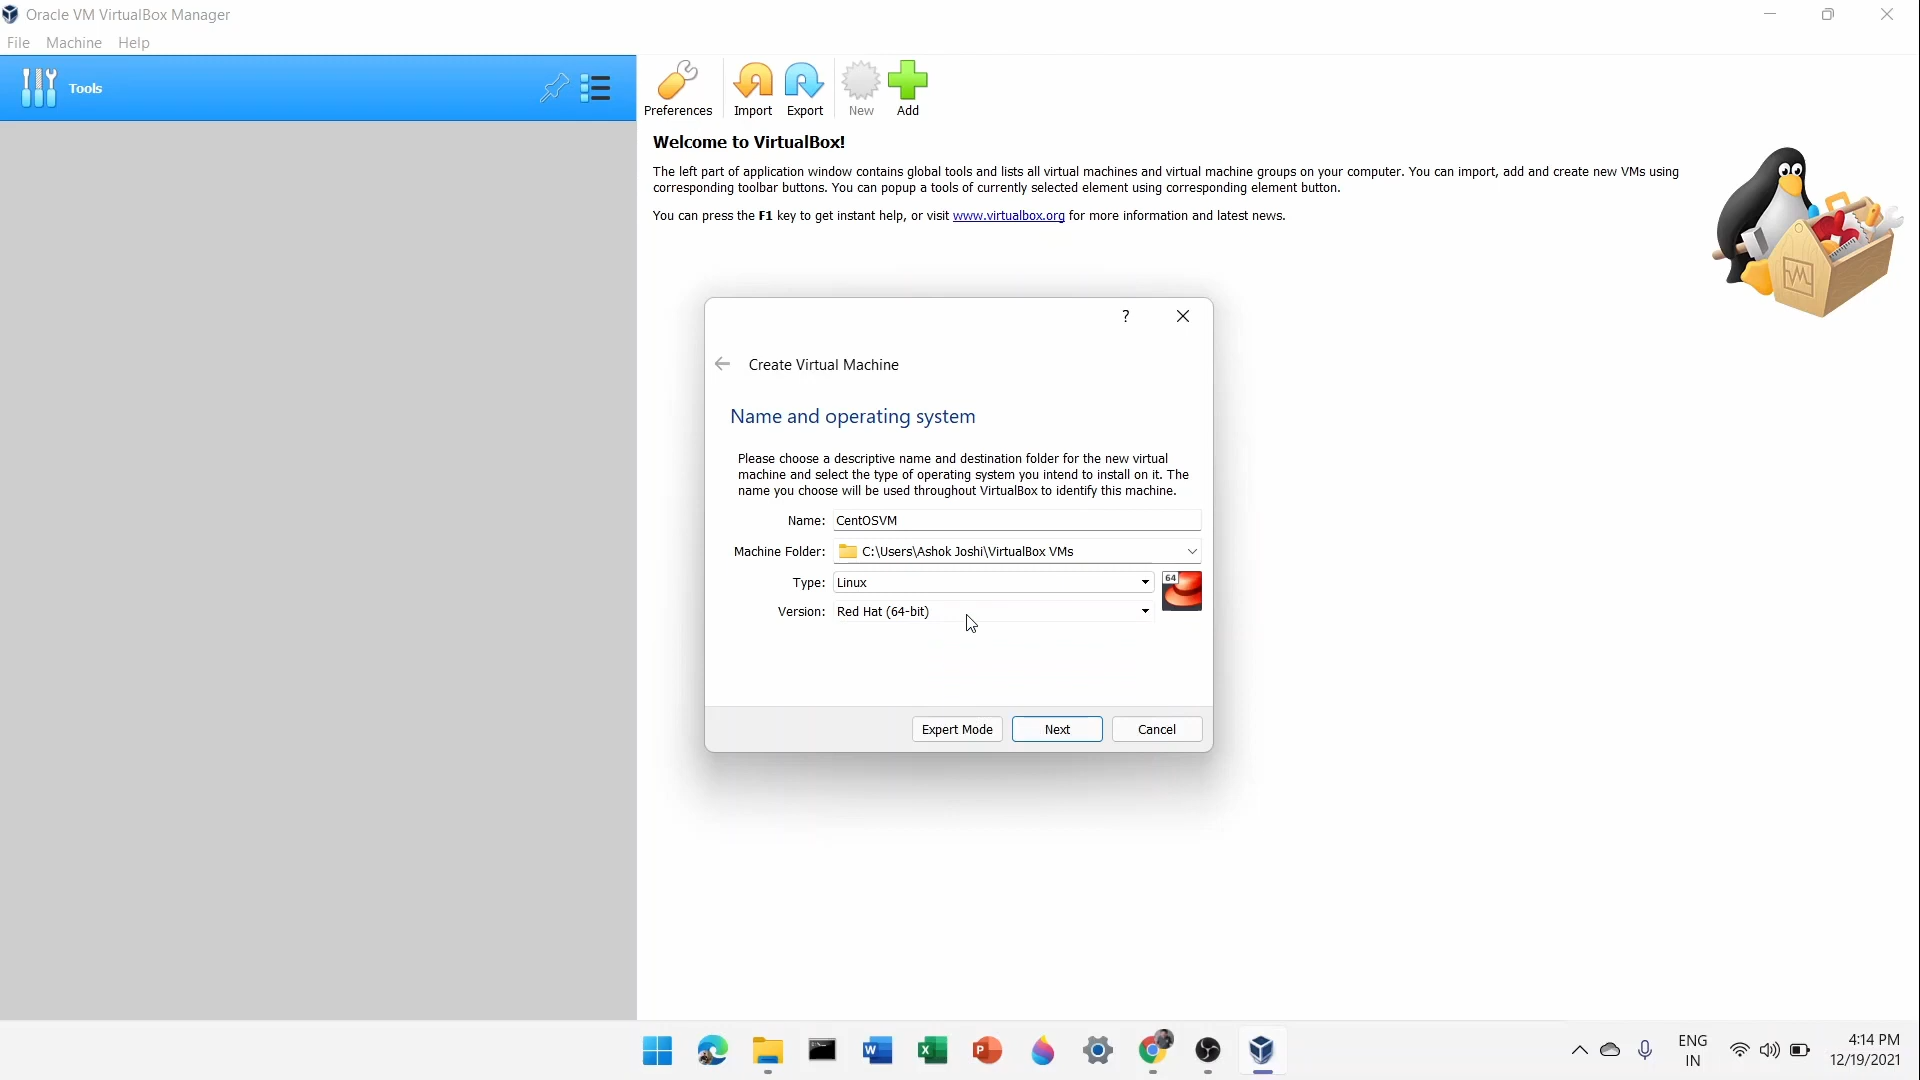 Oracle VM VirtualBox Manager
File Machine Help
Tools
Preferences Import Export New Add
Welcome to VirtualBox!
The left part of application window contains global tools and lists all virtual machines and virtual machine groups on your computer. You can import, add and create new VMs using
corresponding toolbar buttons. You can popup a tools of currently selected element using corresponding element button.
You can press the F1 key to get instant help, or visit www.virtualbox.org for more information and latest news.
?
Create Virtual Machine
Name and operating system
Please choose a descriptive name and destination folder for the new virtual
machine and select the type of operating system you intend to install on it. The
name you choose will be used throughout VirtualBox to identify this machine.
Name: CentOSVM
Machine Folder: C:\Users\Ashok Joshi\VirtualBox VMs
Type: Linux
64
Version: Red Hat (64-bit)
Expert Mode Next Cancel
ENG
IN
4:14 PM
12/19/2021